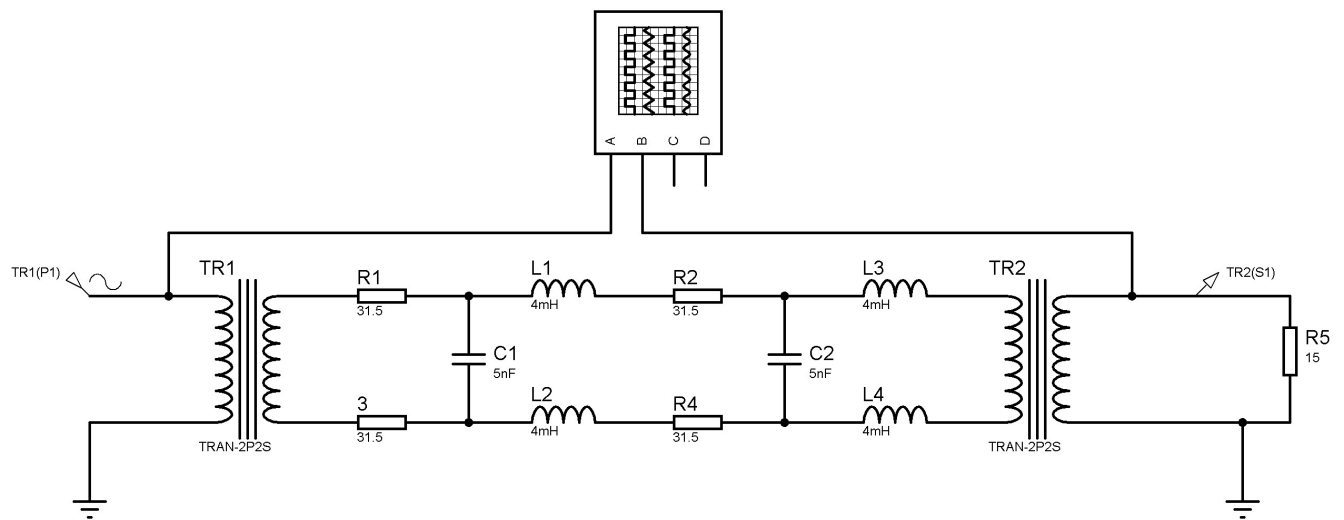 A B C D
TR1(P1)
TR1
R1
L1
R2
L3
TR2
TR2(S1)
31.5
4mH
31.5
4mH
C1
5nF
C2
5nF
R5
15
3
L2
R4
L4
31.5
4mH
31.5
4mH
TRAN-2P2S
TRAN-2P2S